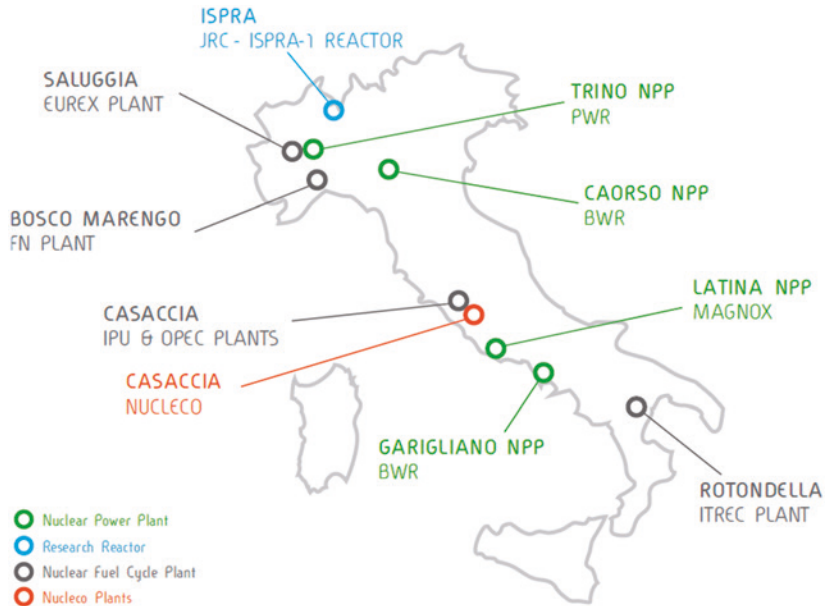 ISPRA
JRC - ISPRA-1 REACTOR
SALUGGIA
EUREX PLANT
TRINO NPP
PWR
CAORSO NPP
BWR
BOSCO MARENGO
FN PLANT
LATINA NPP
MAGNOX
CASACCIA
IPU & OPEC PLANTS
CASACCIA
NUCLECO
GARIGLIANO NPP
BWR
ROTONDELLA
ITREC PLANT
Nuclear Power Plant
Research Reactor
Nuclear Fuel Cycle Plant
Nucleco Plants